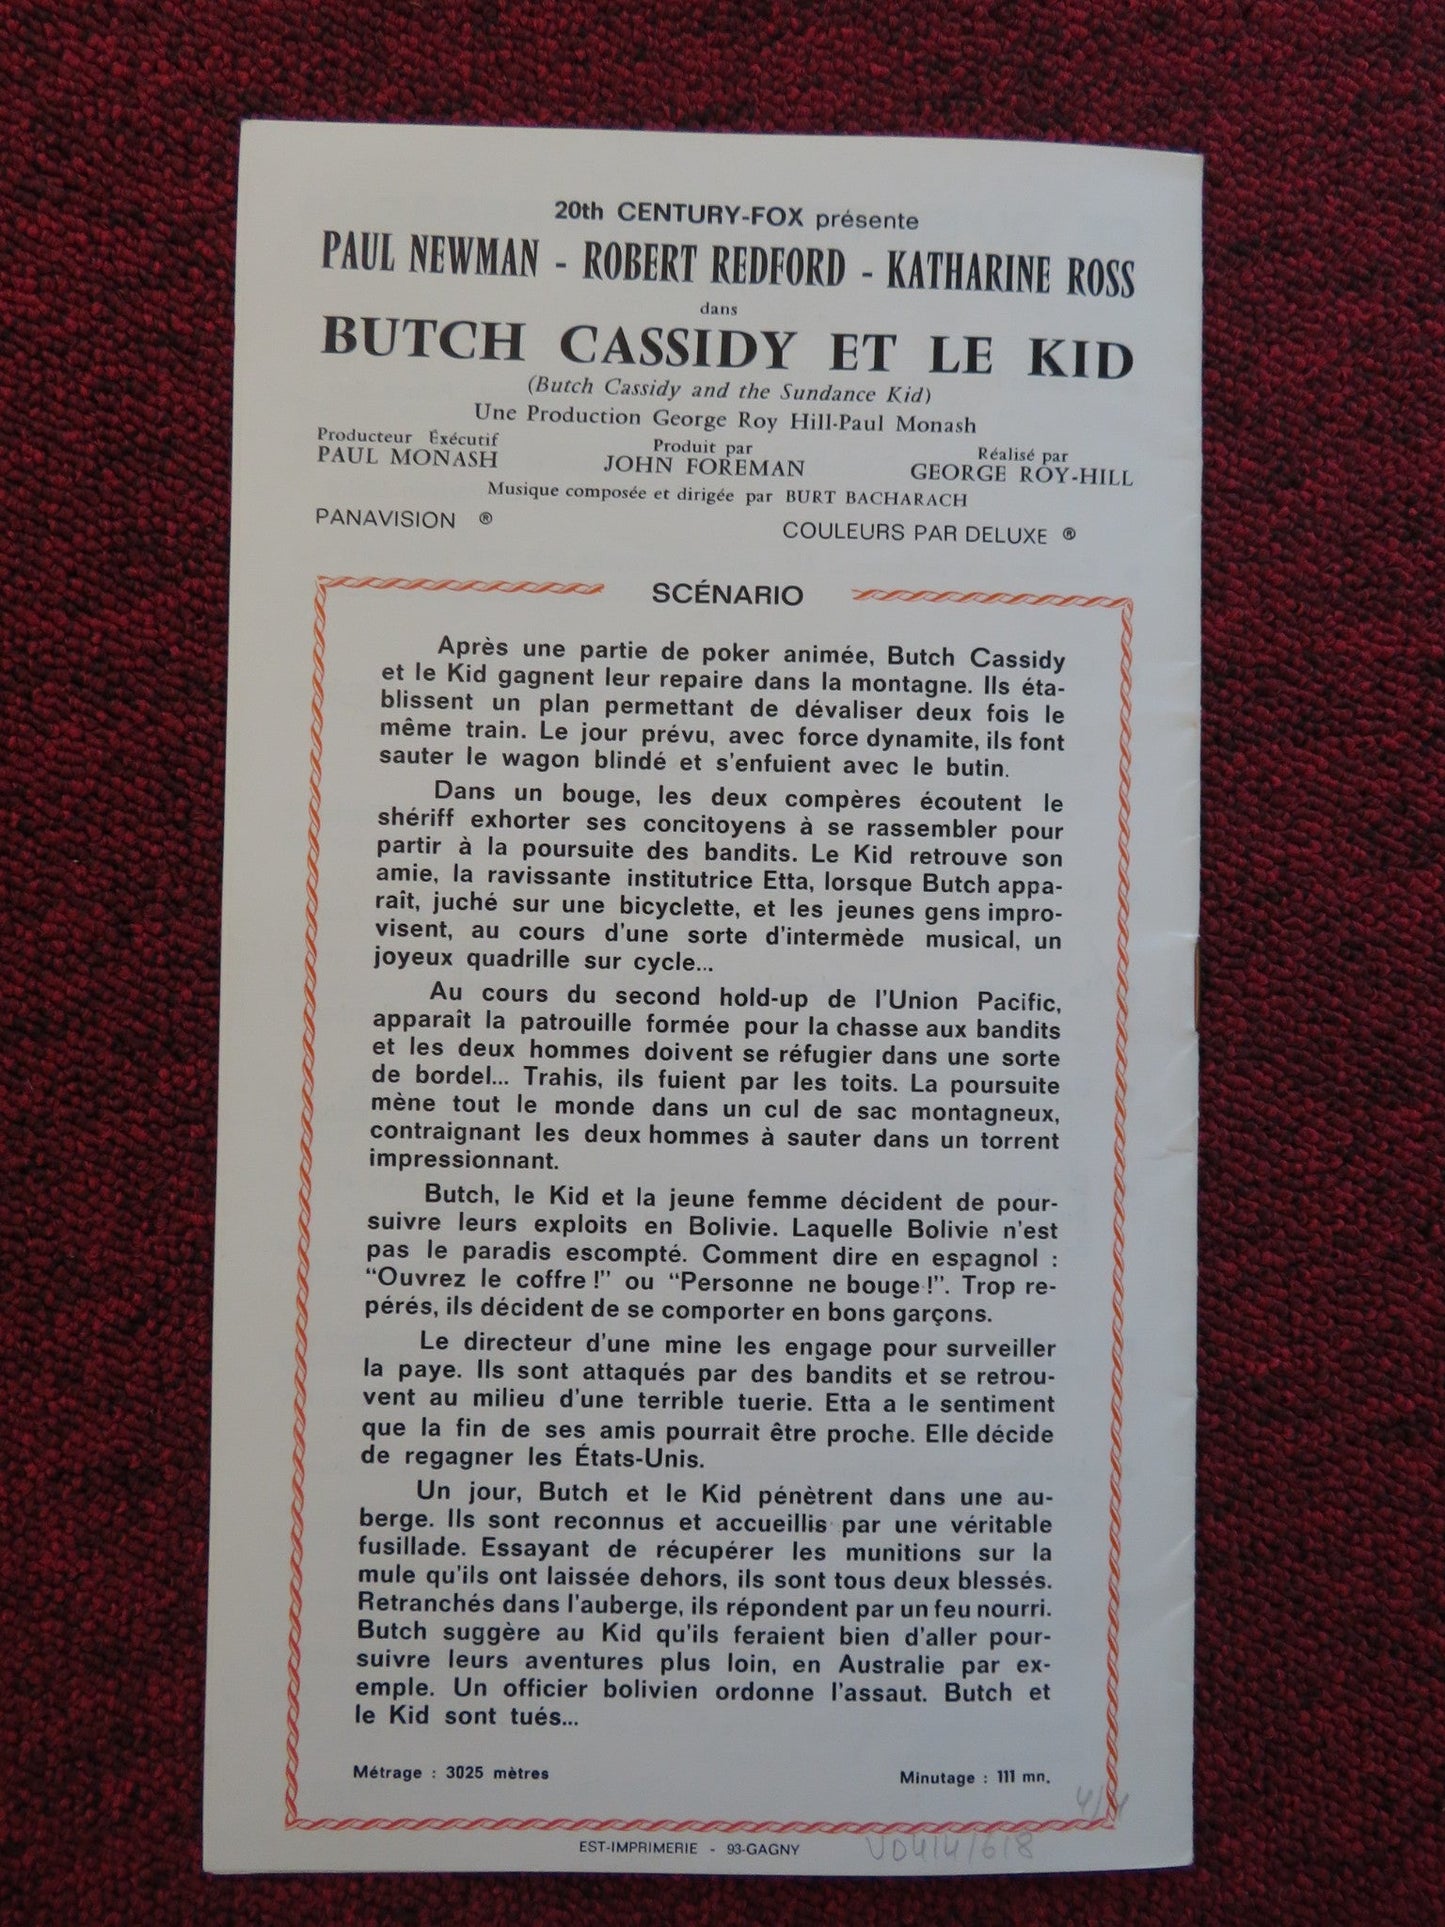 20th CENTURY-FOX présente
PAUL NEWMAN - ROBERT REDFORD - KATHARINE ROSS
dans
BUTCH CASSIDY ET LE KID
(Butch Cassidy and the Sundance Kid)
Une Production George Roy Hill-Paul Monash
Producteur Éxécutif Produit par Réalisé par
PAUL MONASH JOHN FOREMAN GEORGE ROY-HILL
Musique composée et dirigée par BURT BACHARACH
PANAVISION ® COULEURS PAR DELUXE ®
SCÉNARIO
Après une partie de poker animée, Butch Cassidy
et le Kid gagnent leur repaire dans la montagne. Ils éta-
blissent un plan permettant de dévaliser deux fois le
même train. Le jour prévu, avec force dynamite, ils font
sauter le wagon blindé et s'enfuient avec le butin.
Dans un bouge, les deux compères écoutent le
shériff exhorter ses concitoyens à se rassembler pour
partir à la poursuite des bandits. Le Kid retrouve son
amie, la ravissante institutrice Etta, lorsque Butch appa-
raît, juché sur une bicyclette, et les jeunes gens impro-
visent, au cours d'une sorte d'intermède musical, un
joyeux quadrille sur cycle...
Au cours du second hold-up de l'Union Pacific,
apparaît la patrouille formée pour la chasse aux bandits
et les deux hommes doivent se réfugier dans une sorte
de bordel... Trahis, ils fuient par les toits. La poursuite
mène tout le monde dans un cul de sac montagneux,
contraignant les deux hommes à sauter dans un torrent
impressionnant.
Butch, le Kid et la jeune femme décident de pour-
suivre leurs exploits en Bolivie. Laquelle Bolivie n'est
pas le paradis escompté. Comment dire en espagnol :
"Ouvrez le coffre !" ou "Personne ne bouge !". Trop re-
pérés, ils décident de se comporter en bons garçons.
Le directeur d'une mine les engage pour surveiller
la paye. Ils sont attaqués par des bandits et se retrou-
vent au milieu d'une terrible tuerie. Etta a le sentiment
que la fin de ses amis pourrait être proche. Elle décide
de regagner les États-Unis.
Un jour, Butch et le Kid pénètrent dans une au-
berge. Ils sont reconnus et accueillis par une véritable
fusillade. Essayant de récupérer les munitions sur la
mule qu'ils ont laissée dehors, ils sont tous deux blessés.
Retranchés dans l'auberge, ils répondent par un feu nourri.
Butch suggère au Kid qu'ils feraient bien d'aller pour-
suivre leurs aventures plus loin, en Australie par ex-
emple. Un officier bolivien ordonne l'assaut. Butch et
le Kid sont tués...
Métrage : 3025 mètres Minutage : 111 mn.
EST-IMPRIMERIE - 93-GAGNY